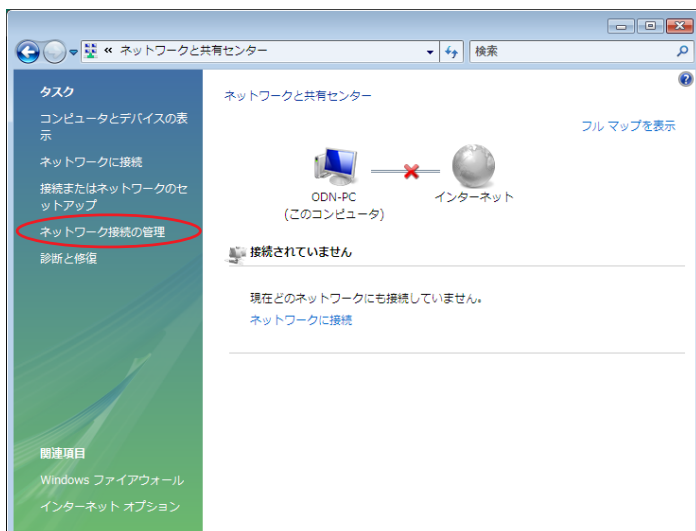 « ネットワークと共有センター
検索
タスク
コンピュータとデバイスの表
示
ネットワークに接続
接続またはネットワークのセ
ットアップ
ネットワーク接続の管理
診断と修復
関連項目
Windows ファイアウォール
インターネット オプション
ネットワークと共有センター
フル マップを表示
ODN-PC
(このコンピュータ)
インターネット
接続されていません
現在どのネットワークにも接続していません。
ネットワークに接続